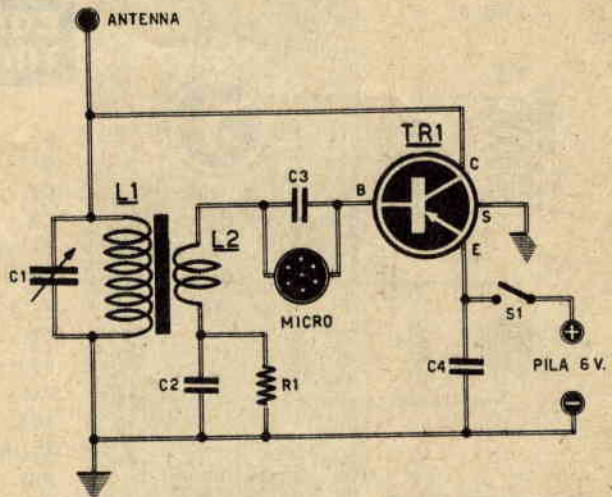 ANTENNA
TR1
C
C3
B
L1
S
L2
E
C1
S1
MICRO
+
C4
PILA 6 V.
C2
R1
-